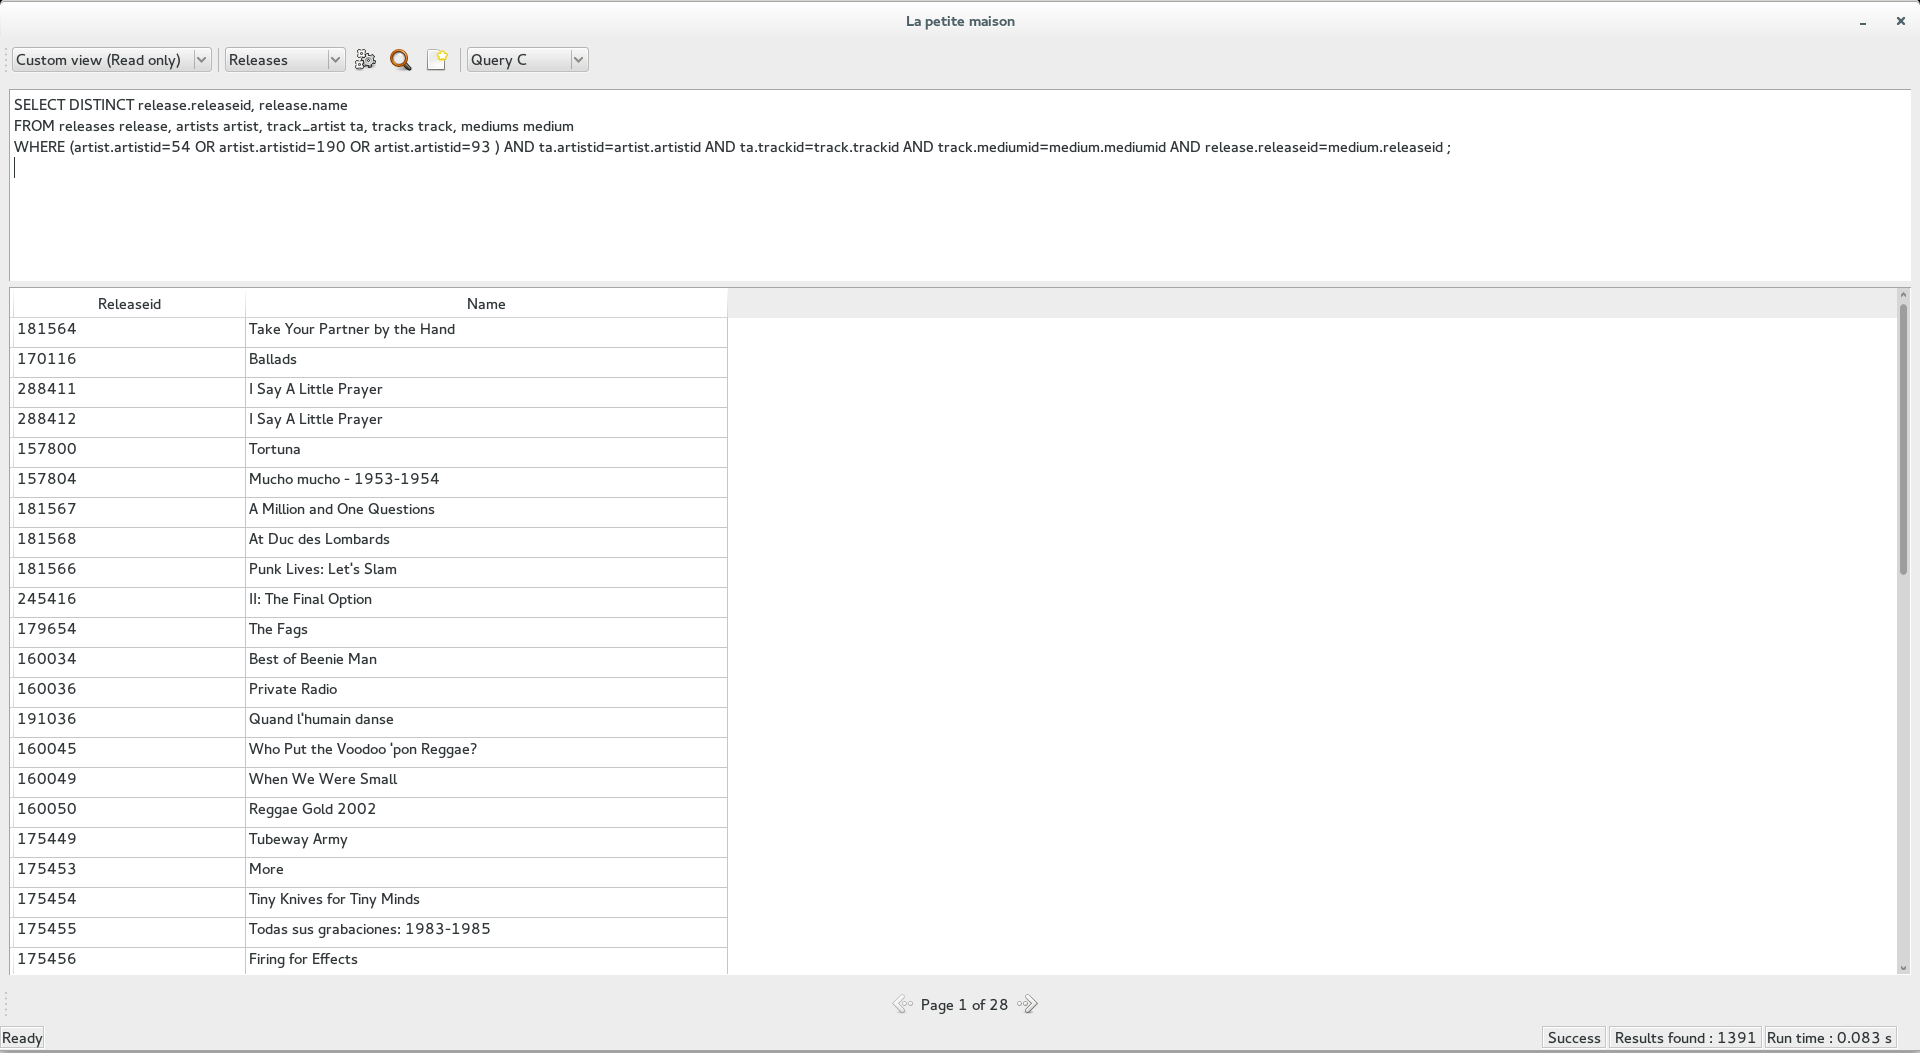 La petite maison
Custom view (Read only) Releases Query C
SELECT DISTINCT release.releaseid, release.name
FROM releases release, artists artist, track_artist ta, tracks track, mediums medium
WHERE (artist.artistid=54 OR artist.artistid=190 OR artist.artistid=93 ) AND ta.artistid=artist.artistid AND ta.trackid=track.trackid AND track.mediumid=medium.mediumid AND release.releaseid=medium.releaseid ;
Releaseid Name
181564 Take Your Partner by the Hand
170116 Ballads
288411 I Say A Little Prayer
288412 I Say A Little Prayer
157800 Tortuna
157804 Mucho mucho - 1953-1954
181567 A Million and One Questions
181568 At Duc des Lombards
181566 Punk Lives: Let's Slam
245416 II: The Final Option
179654 The Fags
160034 Best of Beenie Man
160036 Private Radio
191036 Quand l'humain danse
160045 Who Put the Voodoo 'pon Reggae?
160049 When We Were Small
160050 Reggae Gold 2002
175449 Tubeway Army
175453 More
175454 Tiny Knives for Tiny Minds
175455 Todas sus grabaciones: 1983-1985
175456 Firing for Effects
Page 1 of 28
Ready Success Results found : 1391 Run time : 0.083 s